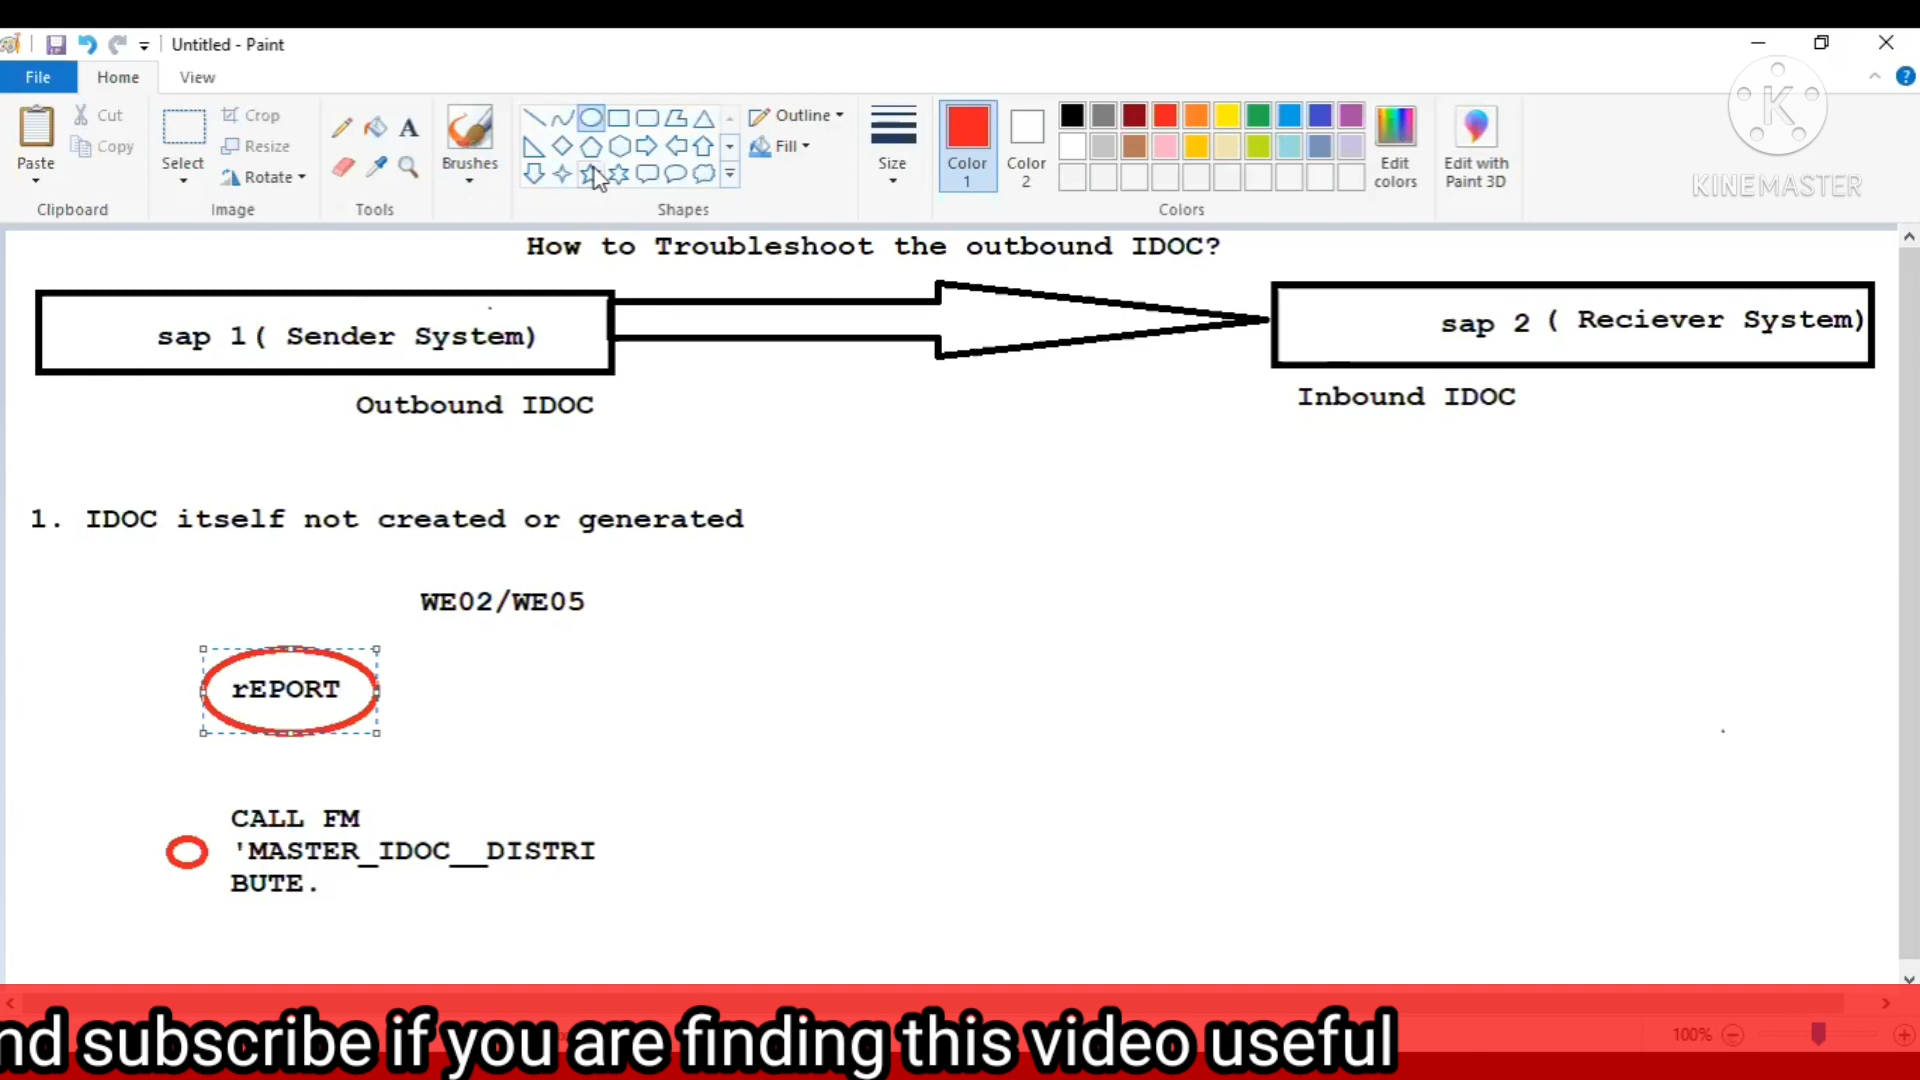 Untitled - Paint
File Home View
Paste
Cut
Copy
Clipboard
Select
Crop
Resize
Rotate
Image
Tools
Brushes
Shapes
Outline
Fill
Size
Color 1
Color 2
Colors
Edit colors
Edit with Paint 3D
K
KINEMASTER
How to Troubleshoot the outbound IDOC?
sap 1( Sender System)
sap 2 ( Reciever System)
Outbound IDOC
Inbound IDOC
1. IDOC itself not created or generated
WE02/WE05
rEPORT
CALL FM
'MASTER_IDOC__DISTRI
BUTE.
100%
nd subscribe if you are finding this video useful